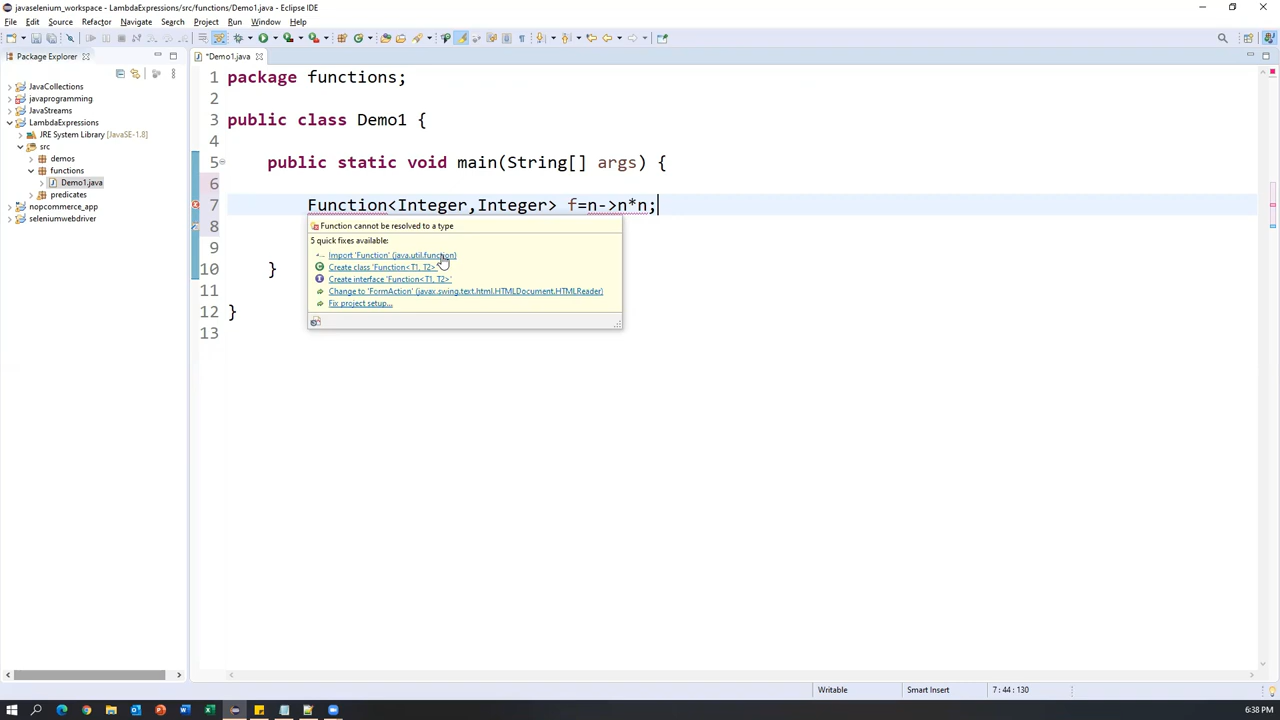 javaselenium_workspace - LambdaExpressions/src/functions/Demo1.java - Eclipse IDE
File Edit Source Refactor Navigate Search Project Run Window Help
Package Explorer
*Demo1.java
JavaCollections
javaprogramming
JavaStreams
LambdaExpressions
JRE System Library [JavaSE-1.8]
src
demos
functions
Demo1.java
predicates
nopcommerce_app
seleniumwebdriver
1 package functions;
2
3 public class Demo1 {
4
5 public static void main(String[] args) {
6
7 Function<Integer,Integer> f=n->n*n;
8
9
10 }
11
12 }
13
Function cannot be resolved to a type
5 quick fixes available:
Import 'Function' (java.util.function)
Create class 'Function<T1, T2>'
Create interface 'Function<T1, T2>'
Change to 'FormAction' (javax.swing.text.html.HTMLDocument.HTMLReader)
Fix project setup...
Writable
Smart Insert
7 : 44 : 130
6:38 PM